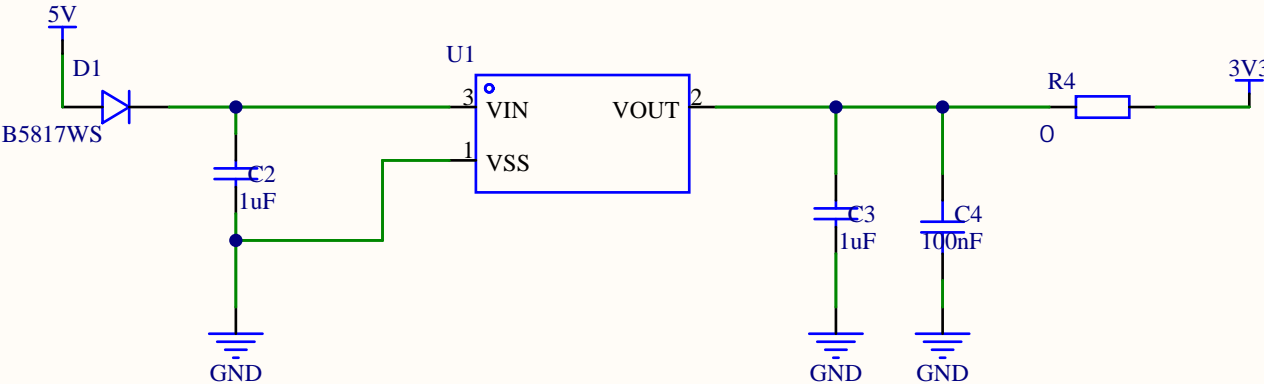 5V
D1
B5817WS
C2
1uF
GND
U1
3
VIN
1
VSS
VOUT
2
C3
1uF
GND
C4
100nF
GND
R4
0
3V3